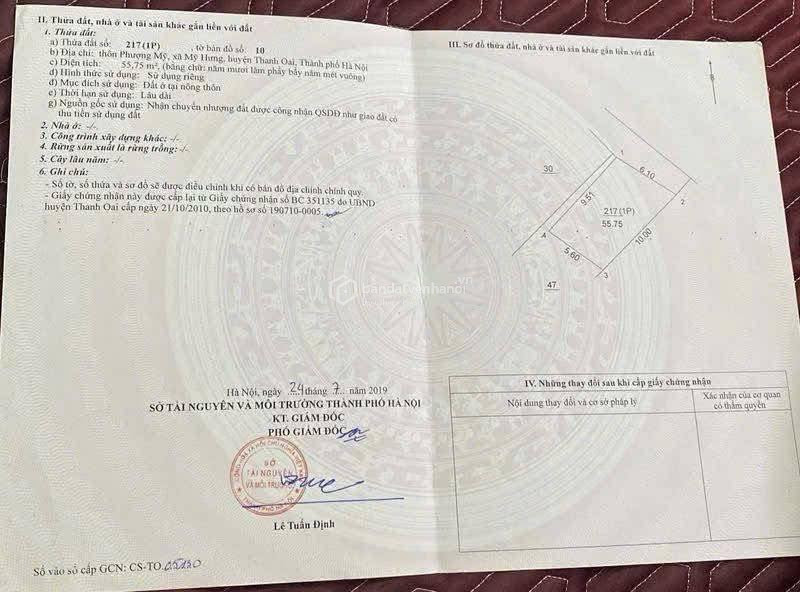 II. Thửa đất, nhà ở và tài sản khác gắn liền với đất
1. Thửa đất:
a) Thửa đất số: 217(1P) , tờ bản đồ số 10
b) Địa chỉ: thôn Phượng Mỹ, xã Mỹ Hưng, huyện Thanh Oai, Thành phố Hà Nội
c) Diện tích: 55,75 m², (bằng chữ: năm mươi lăm phẩy bảy năm mét vuông)
d) Hình thức sử dụng: Sử dụng riêng
đ) Mục đích sử dụng: Đất ở tại nông thôn
e) Thời hạn sử dụng: Lâu dài
g) Nguồn gốc sử dụng: Nhận chuyển nhượng đất được công nhận QSDĐ như giao đất có
thu tiền sử dụng đất
2. Nhà ở: -/-
3. Công trình xây dựng khác: -/-
4. Rừng sản xuất là rừng trồng: -/-
5. Cây lâu năm: -/-
6. Ghi chú:
- Số tờ, số thửa và sơ đồ sẽ được điều chỉnh khi có bản đồ địa chính chính quy.
- Giấy chứng nhận này được cấp lại từ Giấy chứng nhận số BC 351135 do UBND
huyện Thanh Oai cấp ngày 21/10/2010, theo hồ sơ số 190710-0005
Hà Nội, ngày 24 tháng 7 năm 2019
SỞ TÀI NGUYÊN VÀ MÔI TRƯỜNG THÀNH PHỐ HÀ NỘI
KT. GIÁM ĐỐC
PHÓ GIÁM ĐỐC
SỞ
TÀI NGUYÊN
VÀ MÔI TRƯỜNG
Lê Tuấn Định
Số vào sổ cấp GCN: CS-TO.05130
III. Sơ đồ thửa đất, nhà ở và tài sản khác gắn liền với đất
30
1
6.10
2
9.51
217(1P)
55.75
10.00
4
5.60
3
47
IV. Những thay đổi sau khi cấp giấy chứng nhận
Nội dung thay đổi và cơ sở pháp lý
Xác nhận của cơ quan
có thẩm quyền